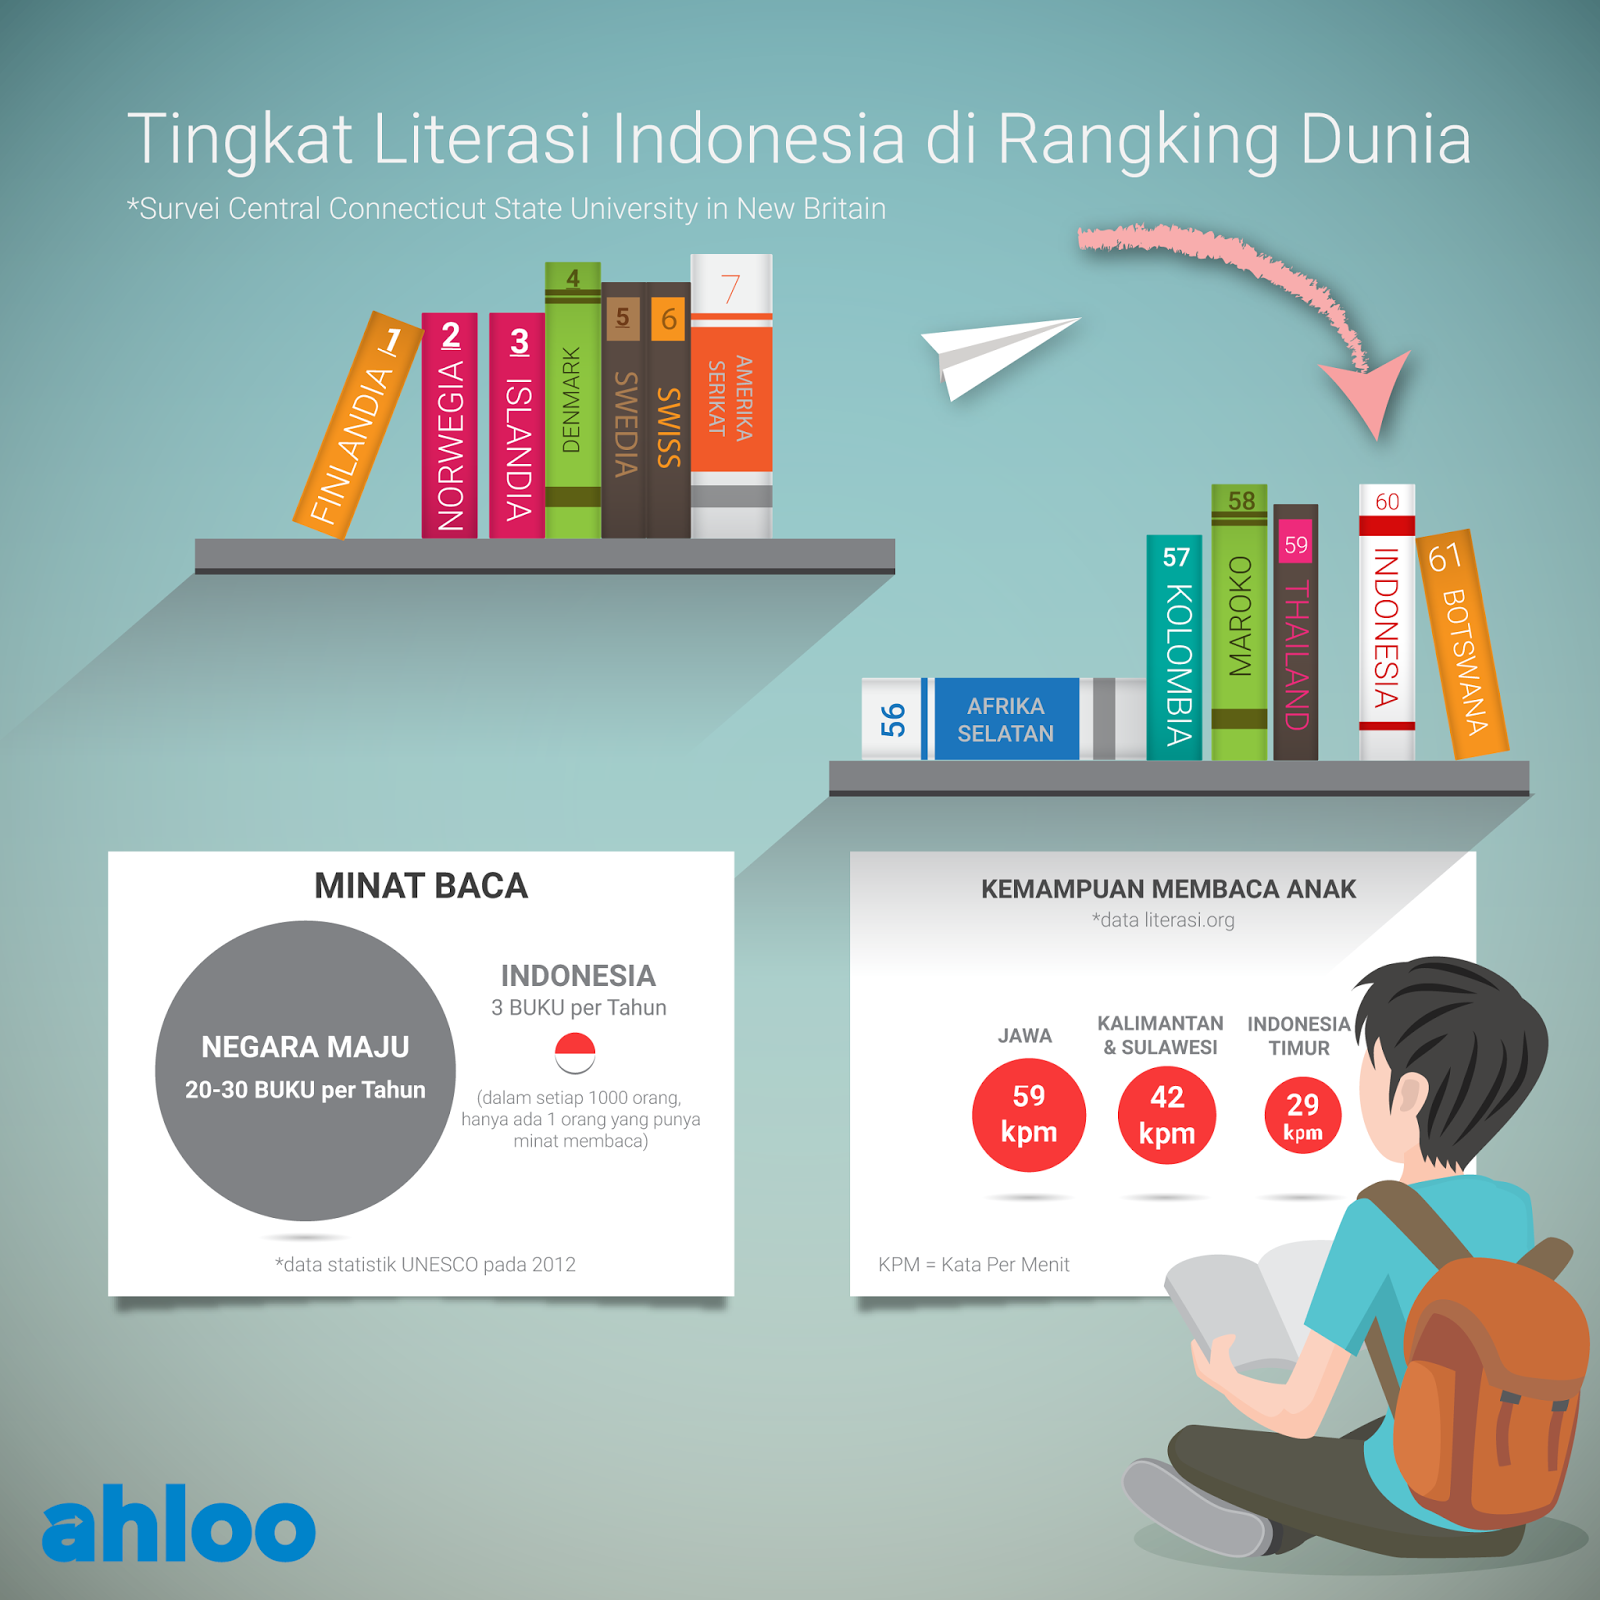 Tingkat Literasi Indonesia di Rangking Dunia
*Survei Central Connecticut State University in New Britain
1 FINLANDIA
2 NORWEGIA
3 ISLANDIA
4 DENMARK
5 SWEDIA
6 SWISS
7
AMERIKA
SERIKAT
56
AFRIKA
SELATAN
57 KOLOMBIA
58 MAROKO
59 THAILAND
60 INDONESIA
61 BOTSWANA
MINAT BACA
NEGARA MAJU
20-30 BUKU per Tahun
INDONESIA
3 BUKU per Tahun
(dalam setiap 1000 orang,
hanya ada 1 orang yang punya
minat membaca)
*data statistik UNESCO pada 2012
KEMAMPUAN MEMBACA ANAK
*data literasi.org
JAWA
59
kpm
KALIMANTAN
& SULAWESI
42
kpm
INDONESIA
TIMUR
29
kpm
KPM = Kata Per Menit
ahloo